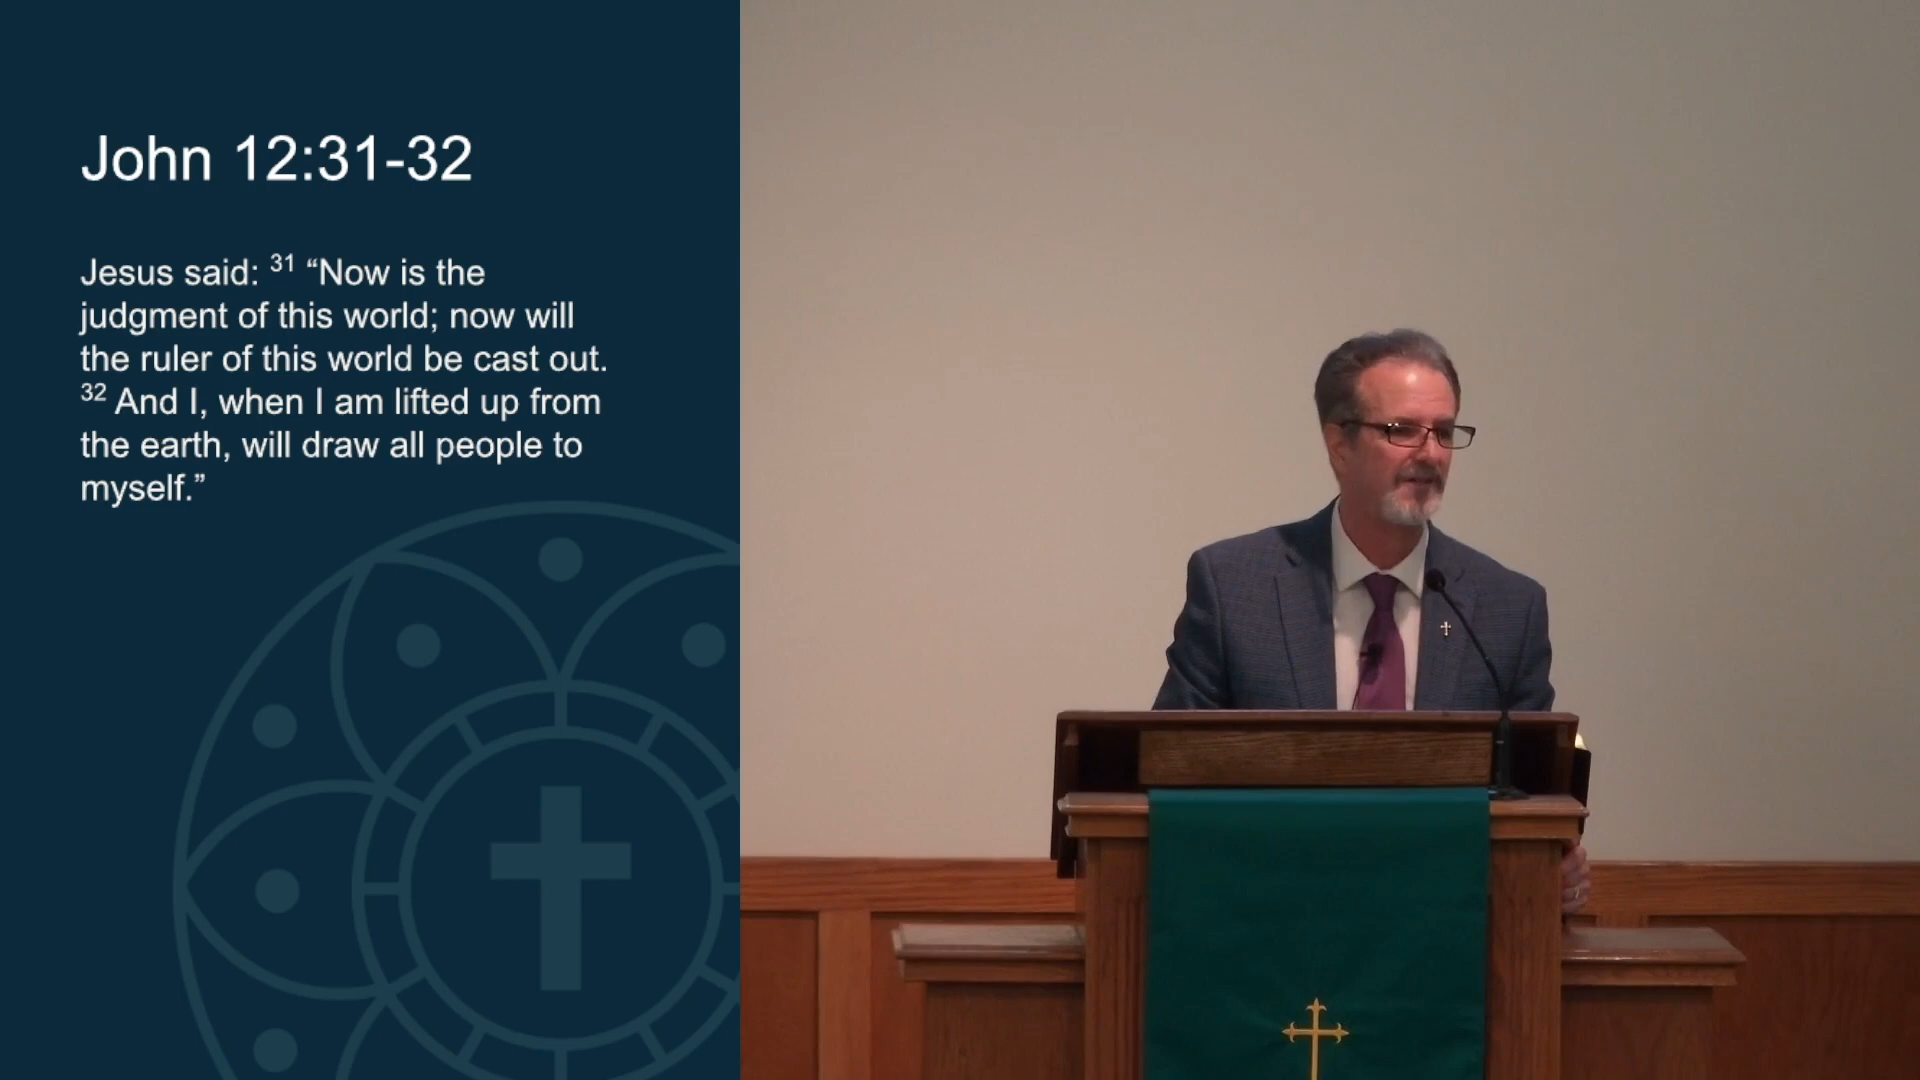 John 12:31-32
Jesus said: 31 “Now is the
judgment of this world; now will
the ruler of this world be cast out.
32 And I, when I am lifted up from
the earth, will draw all people to
myself.”